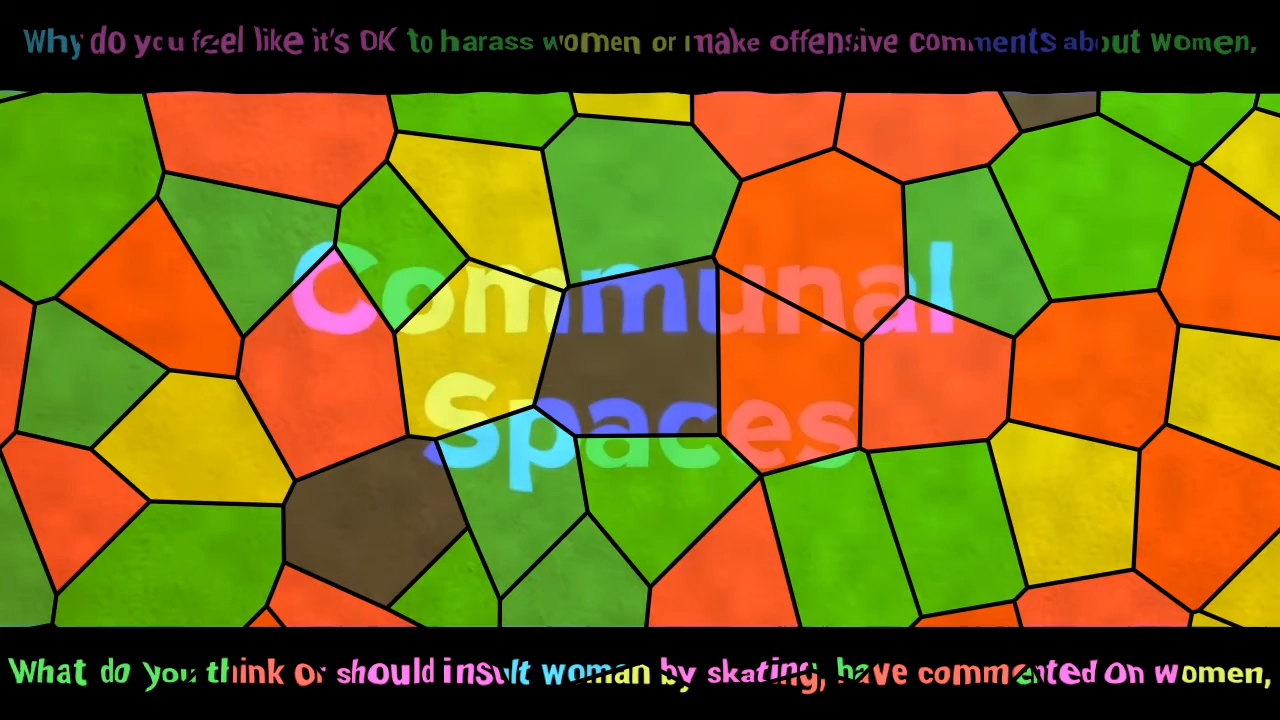 Why do you feel like it's OK to harass women or make offensive comments about women,
Communal
Spaces
What do you think or should insult woman by skating, have commented on women,